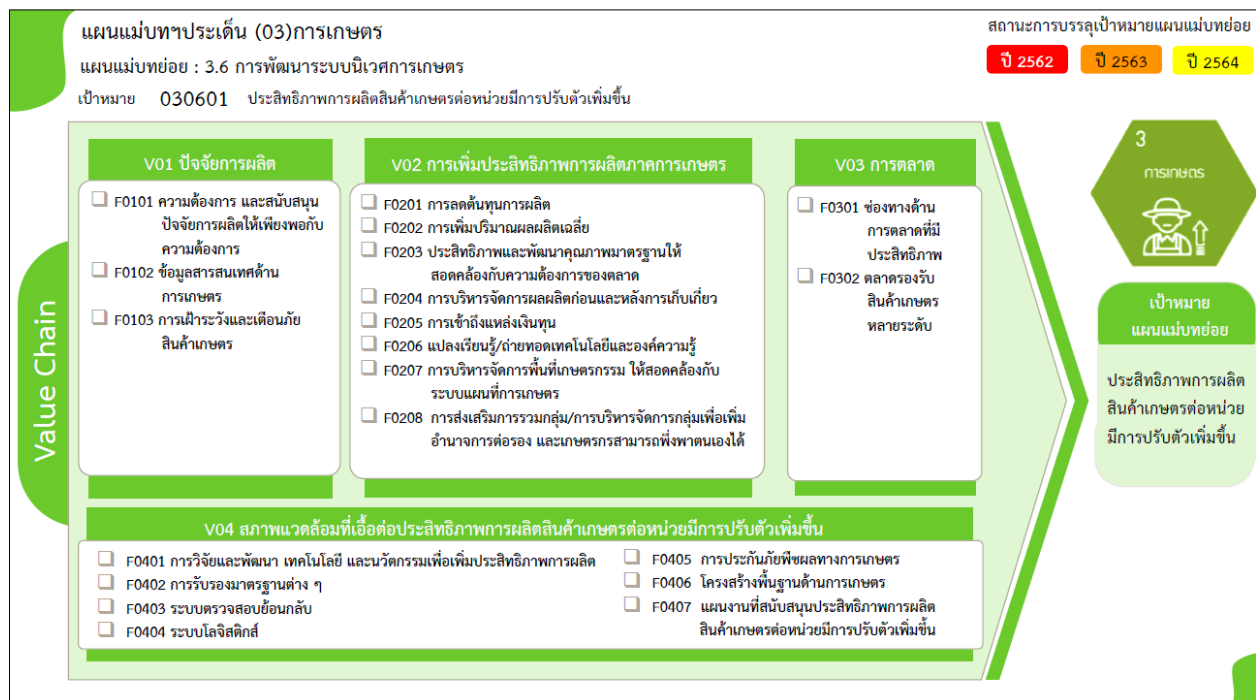 แผนแม่บทฯประเด็น (03)การเกษตร
แผนแม่บทย่อย : 3.6 การพัฒนาระบบนิเวศการเกษตร
เป้าหมาย 030601 ประสิทธิภาพการผลิตสินค้าเกษตรต่อหน่วยมีการปรับตัวเพิ่มขึ้น
สถานะการบรรลุเป้าหมายแผนแม่บทย่อย
ปี 2562
ปี 2563
ปี 2564
Value Chain
V01 ปัจจัยการผลิต
F0101 ความต้องการ และสนับสนุน
ปัจจัยการผลิตให้เพียงพอกับ
ความต้องการ
F0102 ข้อมูลสารสนเทศด้าน
การเกษตร
F0103 การเฝ้าระวังและเตือนภัย
สินค้าเกษตร
V02 การเพิ่มประสิทธิภาพการผลิตภาคการเกษตร
F0201 การลดต้นทุนการผลิต
F0202 การเพิ่มปริมาณผลผลิตเฉลี่ย
F0203 ประสิทธิภาพและพัฒนาคุณภาพมาตรฐานให้
สอดคล้องกับความต้องการของตลาด
F0204 การบริหารจัดการผลผลิตก่อนและหลังการเก็บเกี่ยว
F0205 การเข้าถึงแหล่งเงินทุน
F0206 แปลงเรียนรู้/ถ่ายทอดเทคโนโลยีและองค์ความรู้
F0207 การบริหารจัดการพื้นที่เกษตรกรรม ให้สอดคล้องกับ
ระบบแผนที่การเกษตร
F0208 การส่งเสริมการรวมกลุ่ม/การบริหารจัดการกลุ่มเพื่อเพิ่ม
อำนาจการต่อรอง และเกษตรกรสามารถพึ่งพาตนเองได้
V03 การตลาด
F0301 ช่องทางด้าน
การตลาดที่มี
ประสิทธิภาพ
F0302 ตลาดรองรับ
สินค้าเกษตร
หลายระดับ
V04 สภาพแวดล้อมที่เอื้อต่อประสิทธิภาพการผลิตสินค้าเกษตรต่อหน่วยมีการปรับตัวเพิ่มขึ้น
F0401 การวิจัยและพัฒนา เทคโนโลยี และนวัตกรรมเพื่อเพิ่มประสิทธิภาพการผลิต
F0402 การรับรองมาตรฐานต่าง ๆ
F0403 ระบบตรวจสอบย้อนกลับ
F0404 ระบบโลจิสติกส์
F0405 การประกันภัยพืชผลทางการเกษตร
F0406 โครงสร้างพื้นฐานด้านการเกษตร
F0407 แผนงานที่สนับสนุนประสิทธิภาพการผลิต
สินค้าเกษตรต่อหน่วยมีการปรับตัวเพิ่มขึ้น
3
การเกษตร
เป้าหมาย
แผนแม่บทย่อย
ประสิทธิภาพการผลิต
สินค้าเกษตรต่อหน่วย
มีการปรับตัวเพิ่มขึ้น